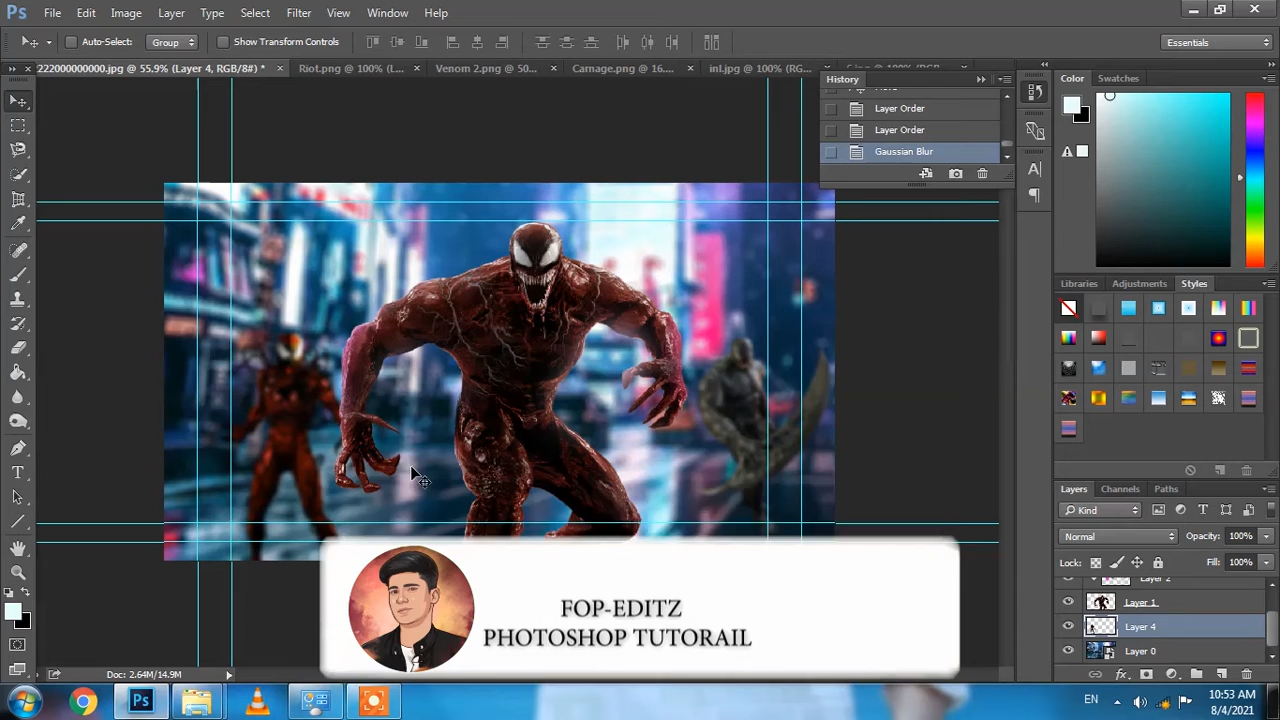 Ps File Edit Image Layer Type Select Filter View Window Help
Auto-Select: Group Show Transform Controls Essentials
222000000000.jpg @ 55.9% (Layer 4, RGB/8#) * × Riot.png @ 100% (L... × Venom 2.png @ 50... × Carnage.png @ 16.... × inl.jpg @ 100% (RG...
History
Layer Order
Layer Order
Gaussian Blur
Color Swatches
Libraries Adjustments Styles
Layers Channels Paths
Kind
Normal Opacity: 100%
Lock: Fill: 100%
Layer 2
Layer 1
Layer 4
Layer 0
FOP-EDITZ
PHOTOSHOP TUTORAIL
Doc: 2.64M/14.9M
EN 10:53 AM
8/4/2021